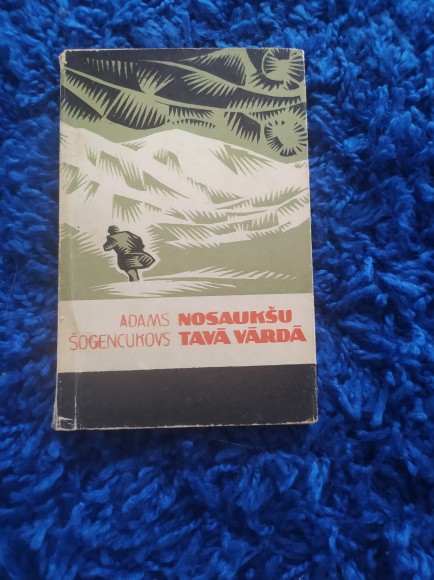 ADAMS NOSAUKŠU
ŠOGENCUKOVS TAVĀ VĀRDĀ